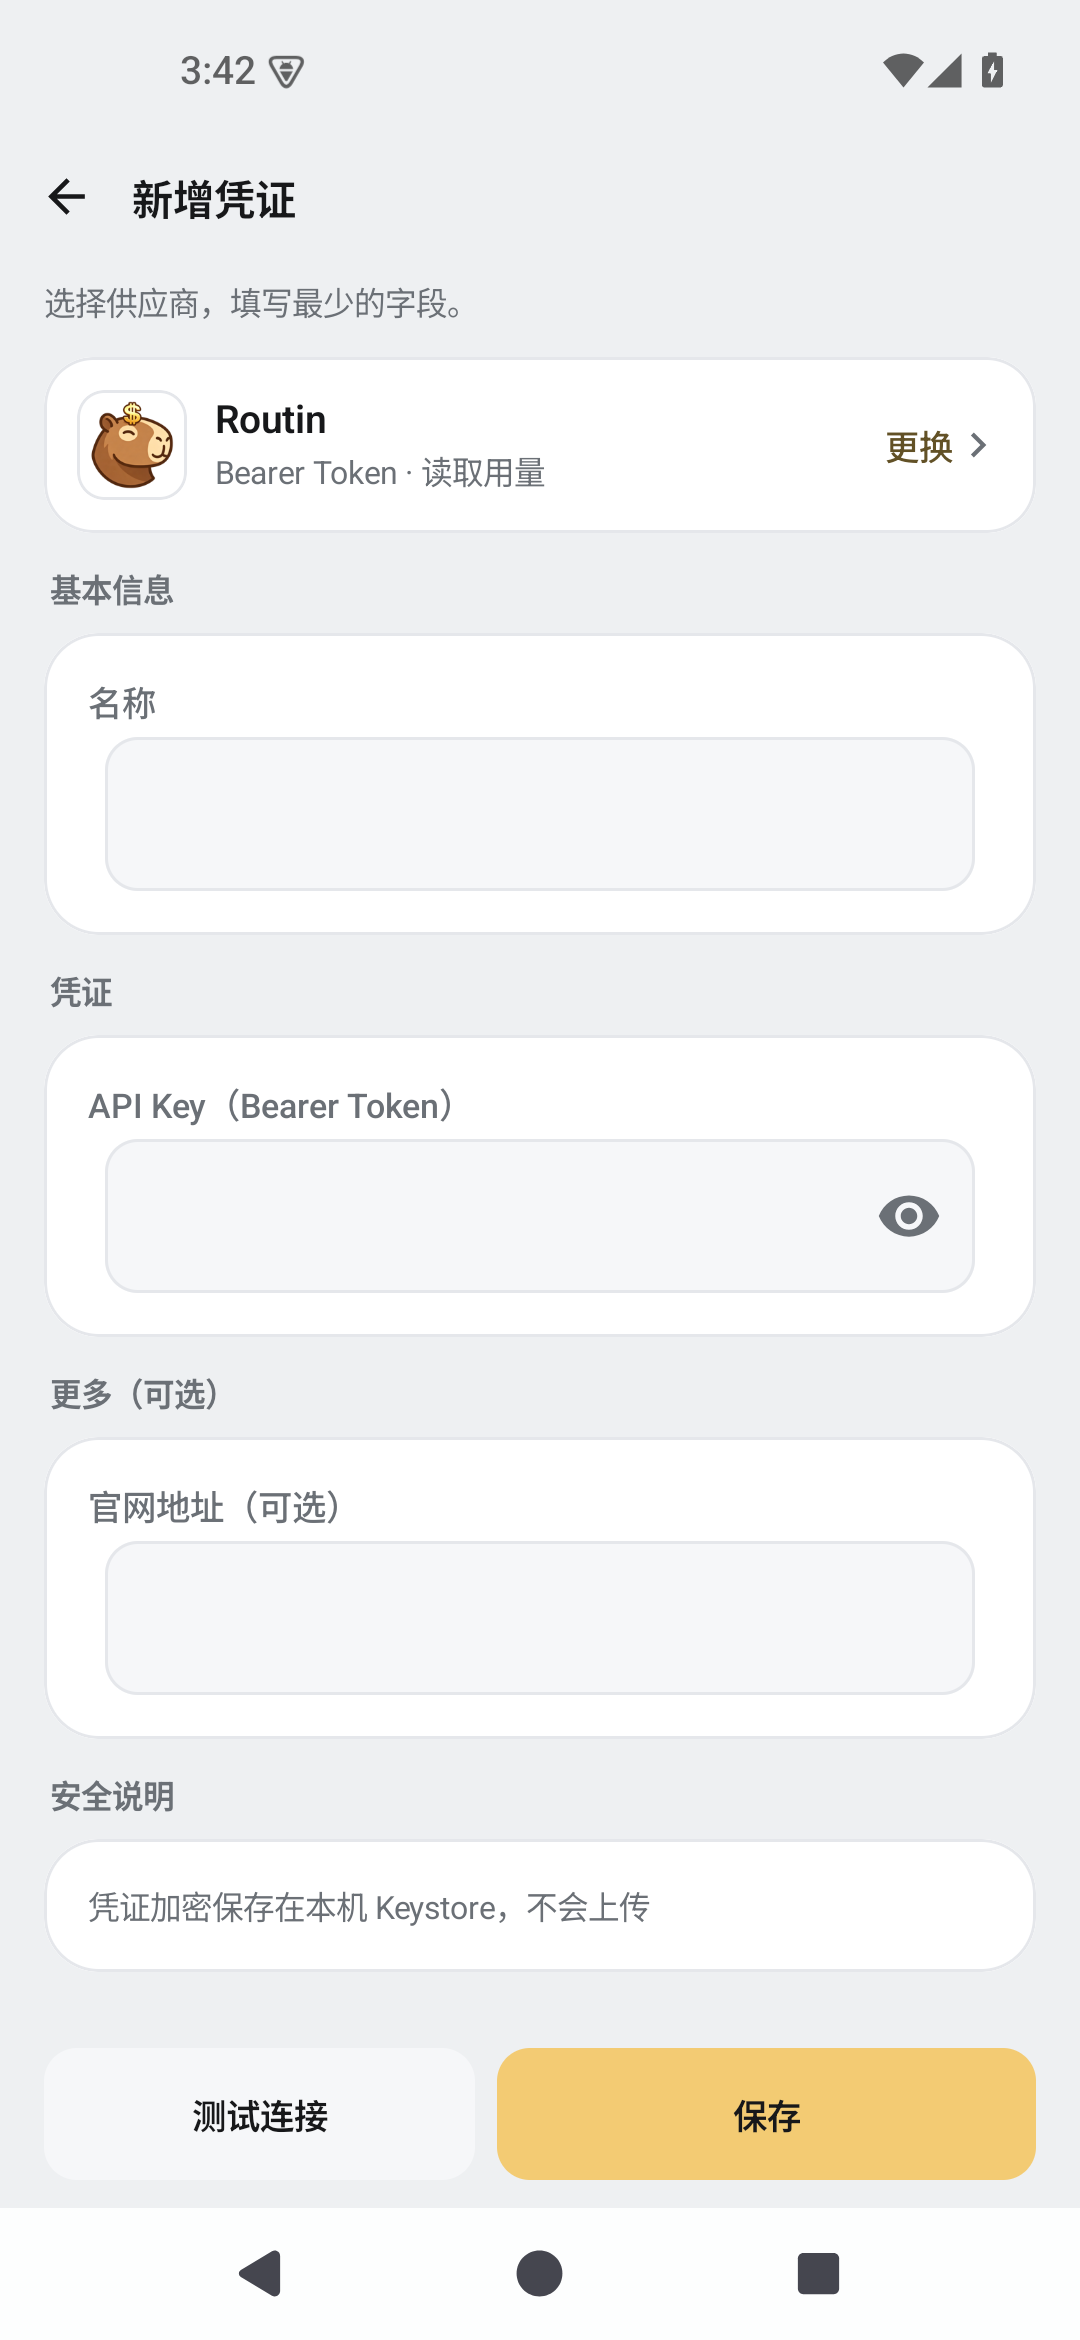 3:42
新增凭证
选择供应商，填写最少的字段。
Routin
Bearer Token · 读取用量
更换
基本信息
名称
凭证
API Key（Bearer Token）
更多（可选）
官网地址（可选）
安全说明
凭证加密保存在本机 Keystore，不会上传
测试连接
保存